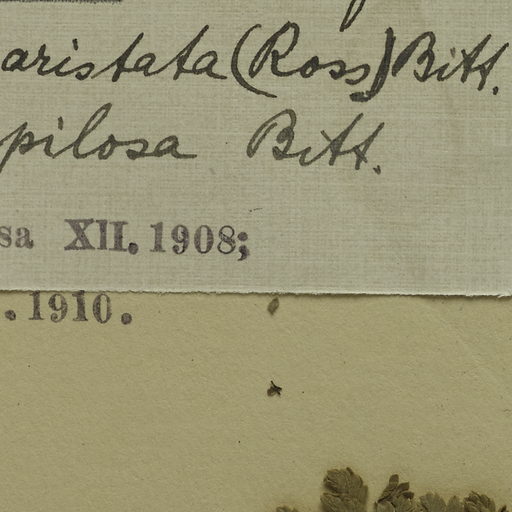 aristata (Ross) Bitt.
pilosa Bitt.
sa XII. 1908;
. 1910.